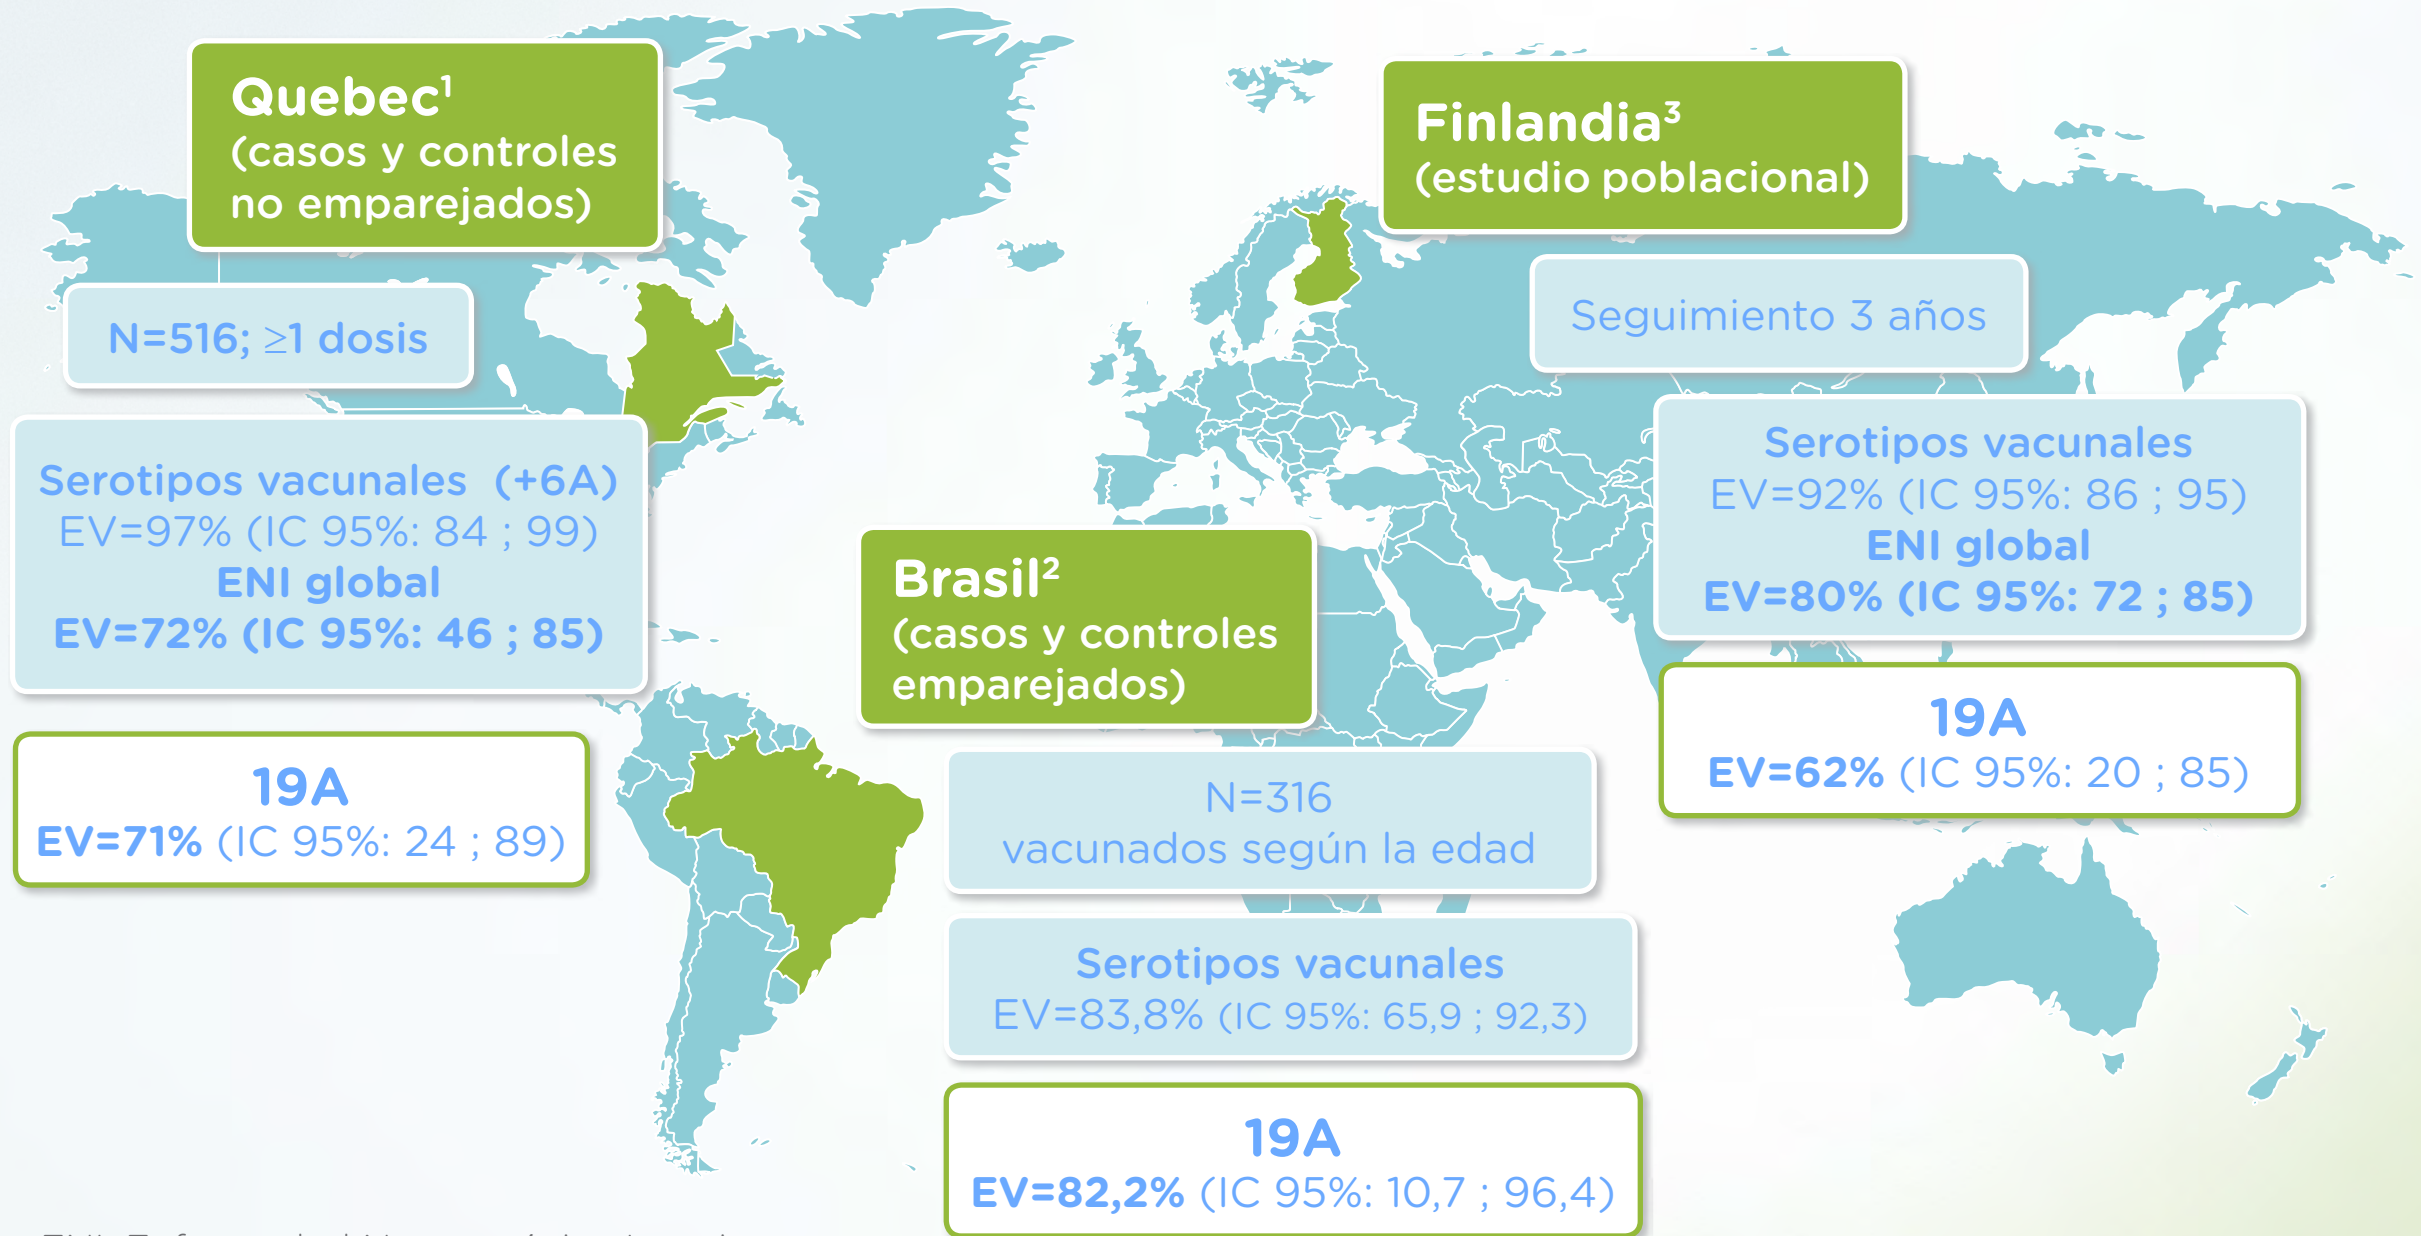 Quebec¹
(casos y controles
no emparejados)
N=516; ≥1 dosis
Serotipos vacunales (+6A)
EV=97% (IC 95%: 84 ; 99)
ENI global
EV=72% (IC 95%: 46 ; 85)
19A
EV=71% (IC 95%: 24 ; 89)
Brasil²
(casos y controles
emparejados)
N=316
vacunados según la edad
Serotipos vacunales
EV=83,8% (IC 95%: 65,9 ; 92,3)
19A
EV=82,2% (IC 95%: 10,7 ; 96,4)
Finlandia³
(estudio poblacional)
Seguimiento 3 años
Serotipos vacunales
EV=92% (IC 95%: 86 ; 95)
ENI global
EV=80% (IC 95%: 72 ; 85)
19A
EV=62% (IC 95%: 20 ; 85)